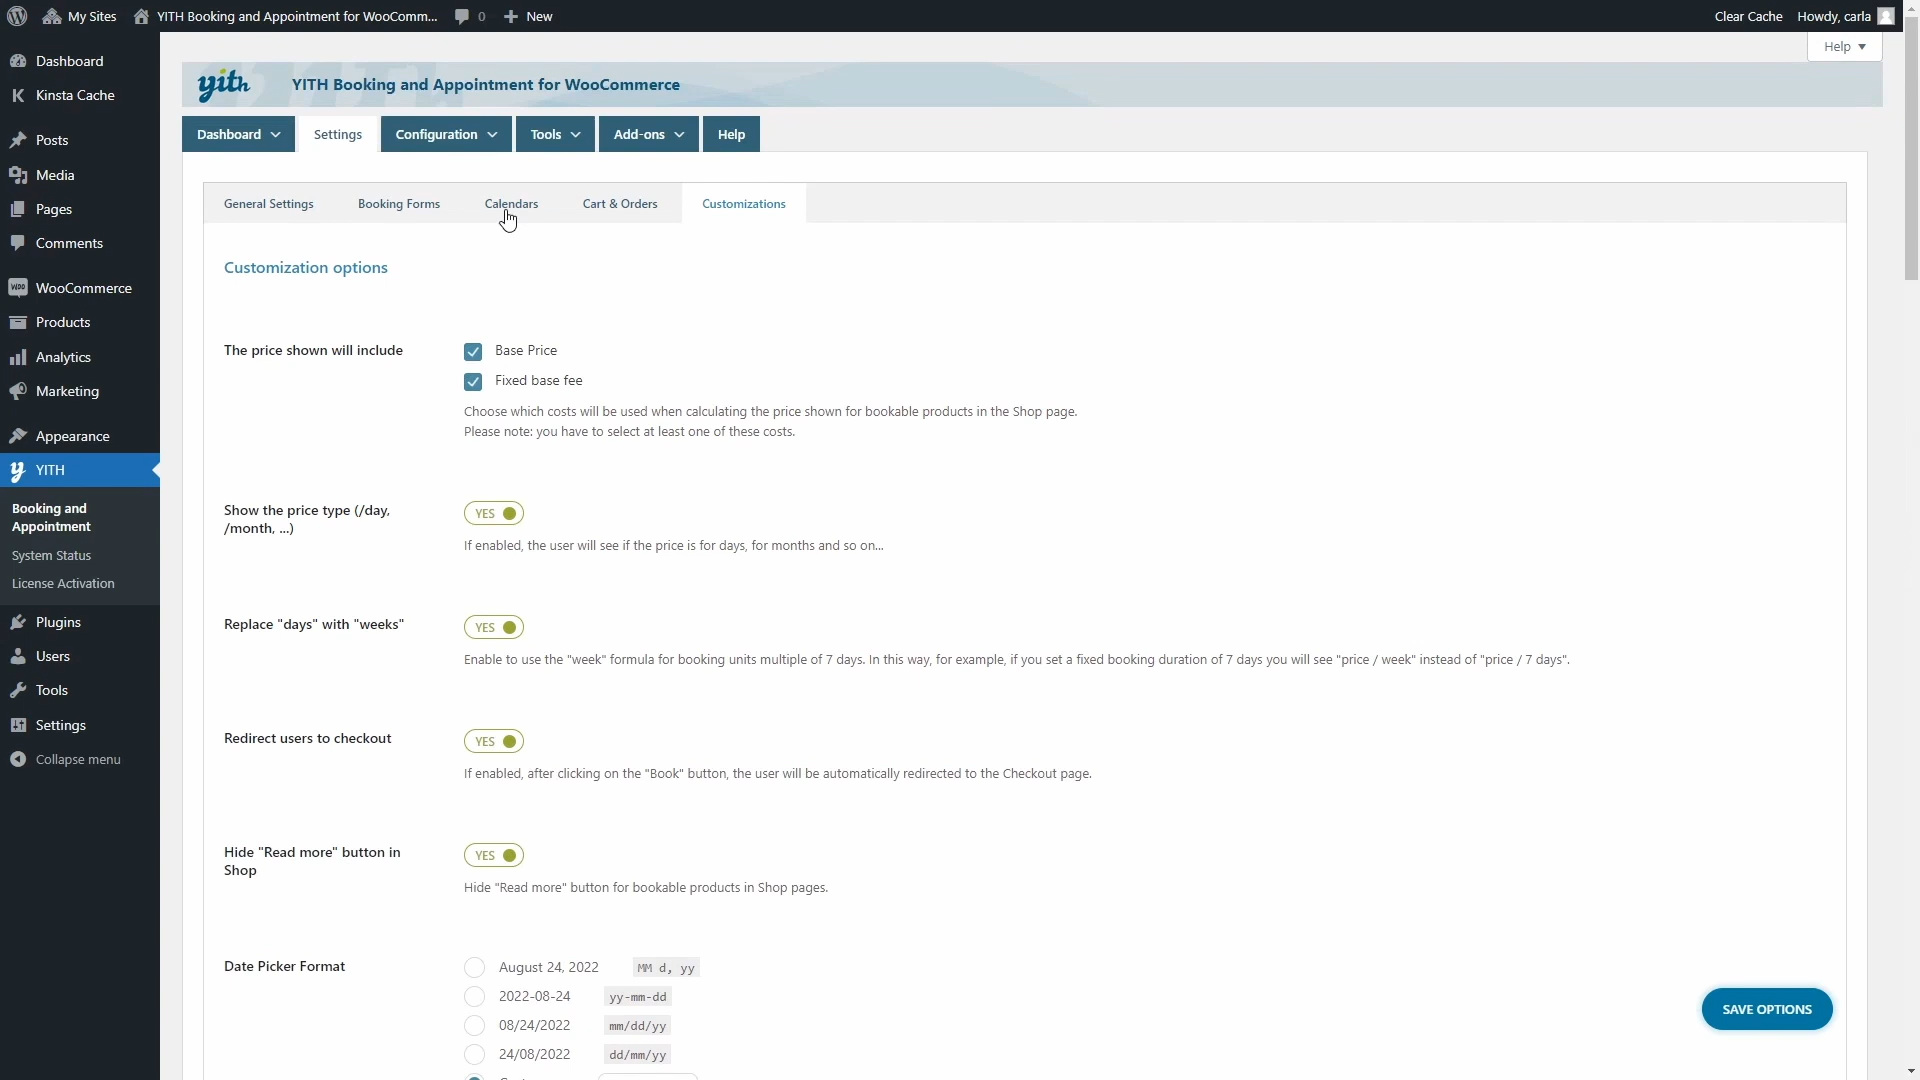 My Sites YITH Booking and Appointment for WooComm... 0 New Clear Cache Howdy, carla
Help
Dashboard
Kinsta Cache
Posts
Media
Pages
Comments
WooCommerce
Products
Analytics
Marketing
Appearance
YITH
Booking and
Appointment
System Status
License Activation
Plugins
Users
Tools
Settings
Collapse menu
yith YITH Booking and Appointment for WooCommerce
Dashboard Settings Configuration Tools Add-ons Help
General Settings Booking Forms Calendars Cart & Orders Customizations
Customization options
The price shown will include
Base Price
Fixed base fee
Choose which costs will be used when calculating the price shown for bookable products in the Shop page.
Please note: you have to select at least one of these costs.
Show the price type (/day,
/month, ...)
YES
If enabled, the user will see if the price is for days, for months and so on...
Replace "days" with "weeks"
YES
Enable to use the "week" formula for booking units multiple of 7 days. In this way, for example, if you set a fixed booking duration of 7 days you will see "price / week" instead of "price / 7 days".
Redirect users to checkout
YES
If enabled, after clicking on the "Book" button, the user will be automatically redirected to the Checkout page.
Hide "Read more" button in
Shop
YES
Hide "Read more" button for bookable products in Shop pages.
Date Picker Format
August 24, 2022 MM d, yy
2022-08-24 yy-mm-dd
08/24/2022 mm/dd/yy
24/08/2022 dd/mm/yy
SAVE OPTIONS